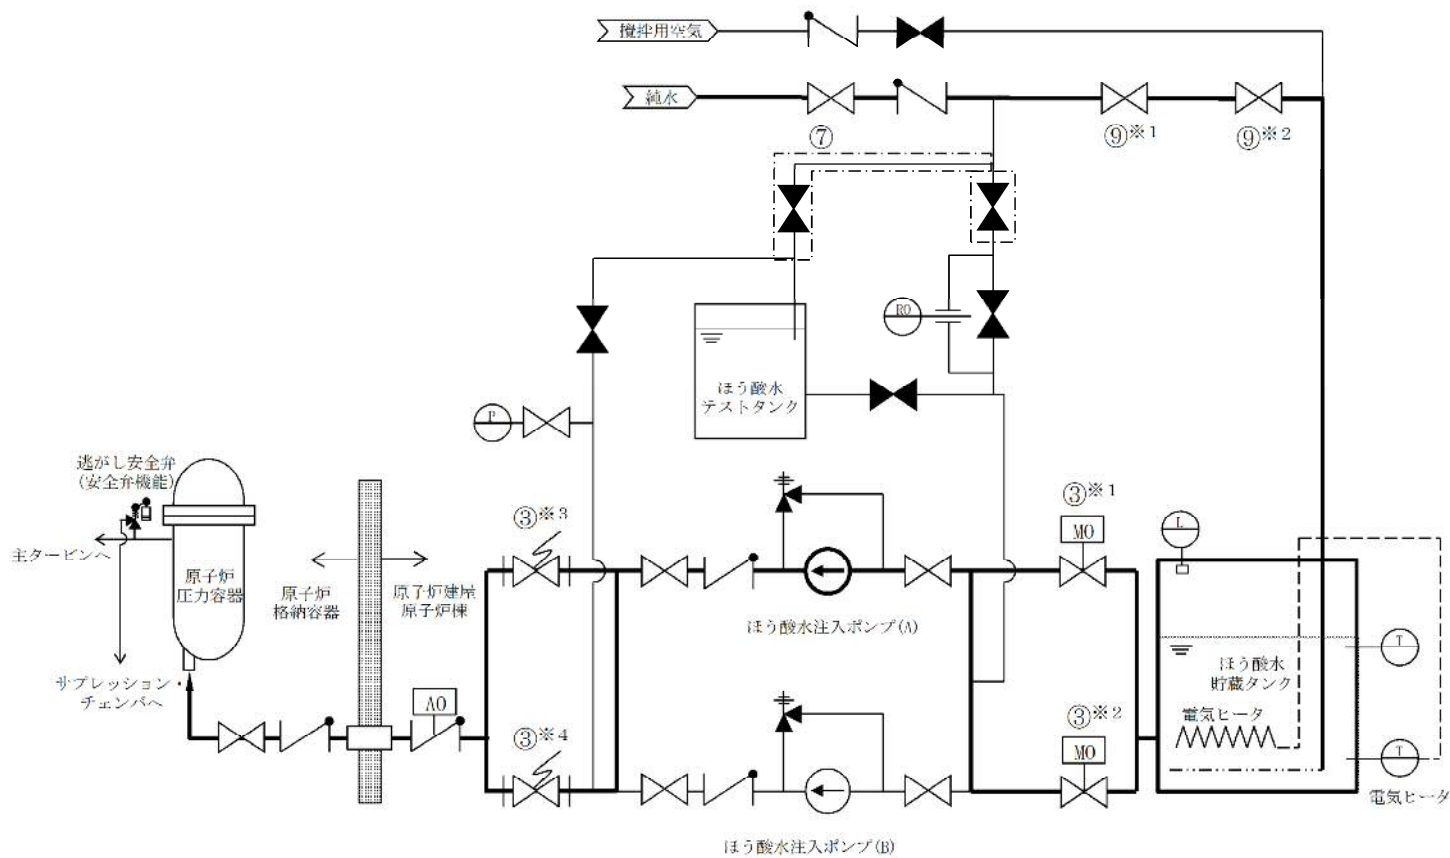 攪拌用空気
純水
⑦
⑨※1
⑨※2
RO
ほう酸水
テストタンク
P
逃がし安全弁
(安全弁機能)
主タービンへ
原子炉
圧力容器
原子炉
格納容器
原子炉建屋
原子炉棟
③※3
③※1
MO
L
ほう酸水注入ポンプ(A)
サプレッション・
チェンバへ
AO
③※4
③※2
MO
ほう酸水
貯蔵タンク
電気ヒータ
T
T
電気ヒータ
ほう酸水注入ポンプ(B)